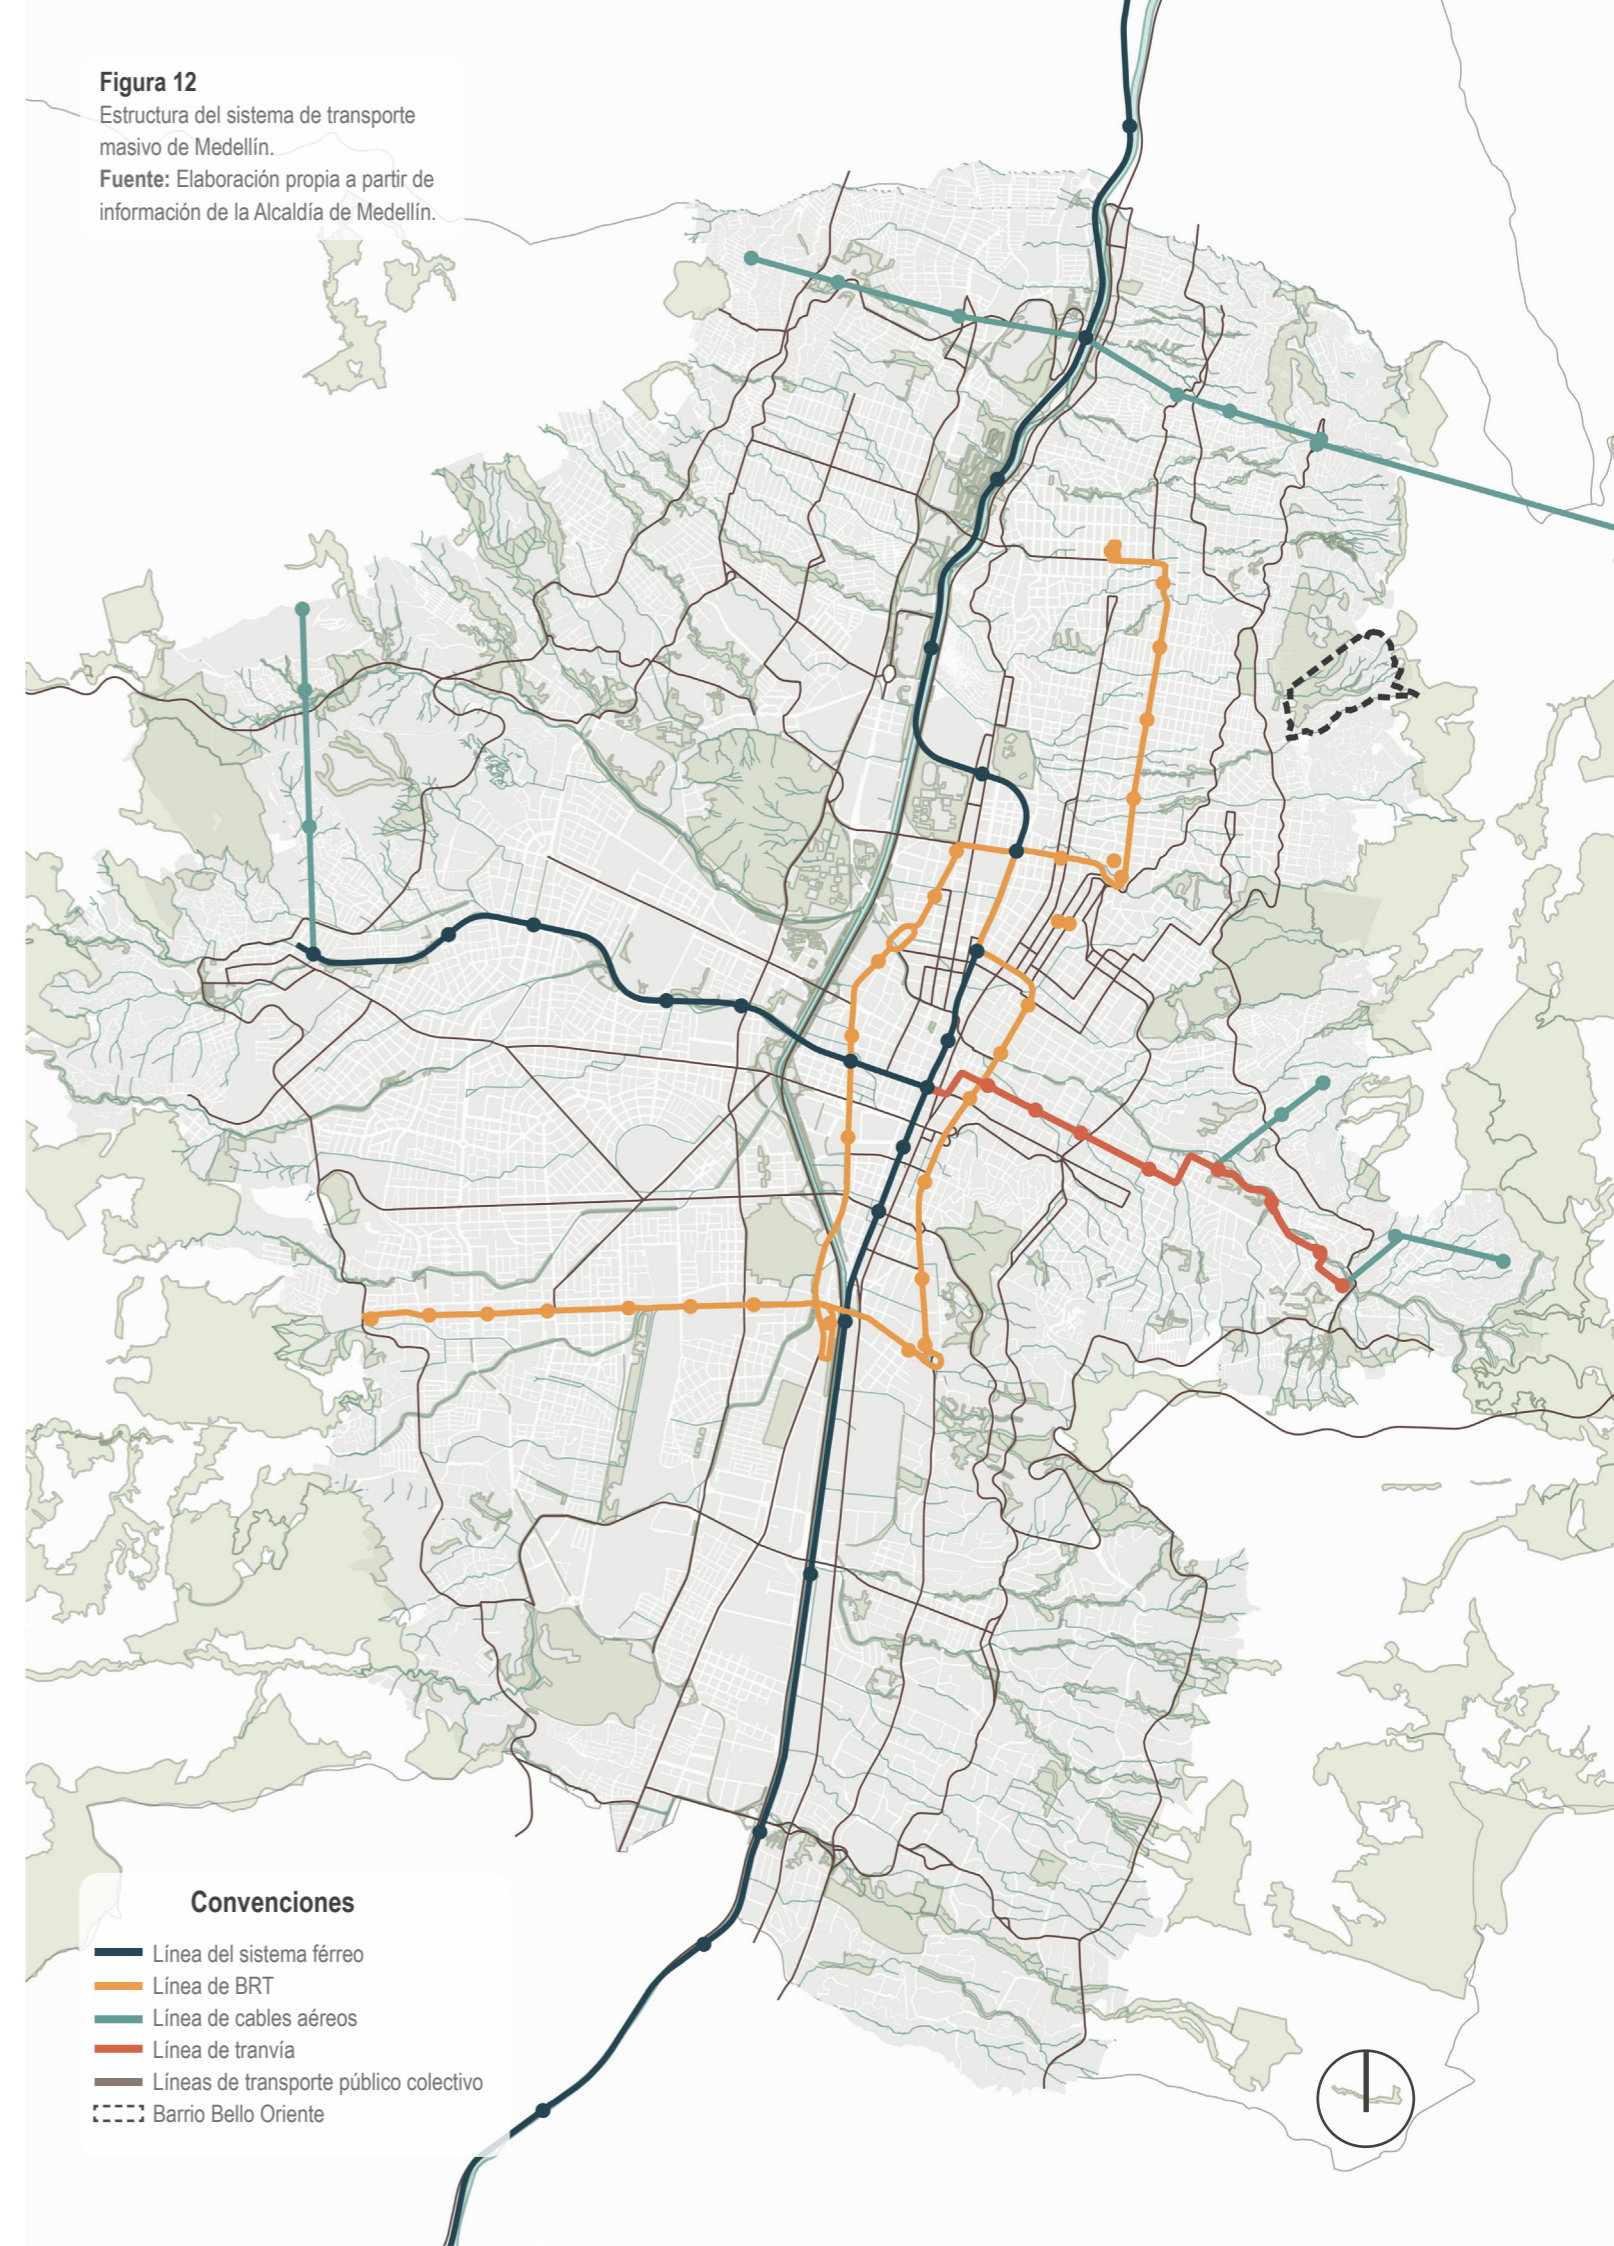 Figura 12
Estructura del sistema de transporte
masivo de Medellín.
Fuente: Elaboración propia a partir de
información de la Alcaldía de Medellín.
Convenciones
Línea del sistema férreo
Línea de BRT
Línea de cables aéreos
Línea de tranvía
Líneas de transporte público colectivo
Barrio Bello Oriente